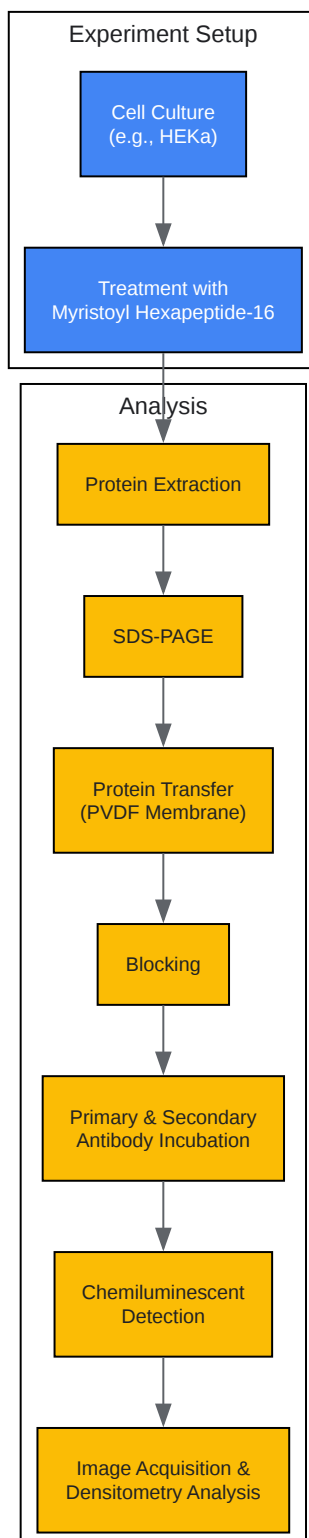 Experiment Setup
Cell Culture
(e.g., HEKa)
Treatment with
Myristoyl Hexapeptide-16
Analysis
Protein Extraction
SDS-PAGE
Protein Transfer
(PVDF Membrane)
Blocking
Primary & Secondary
Antibody Incubation
Chemiluminescent
Detection
Image Acquisition &
Densitometry Analysis